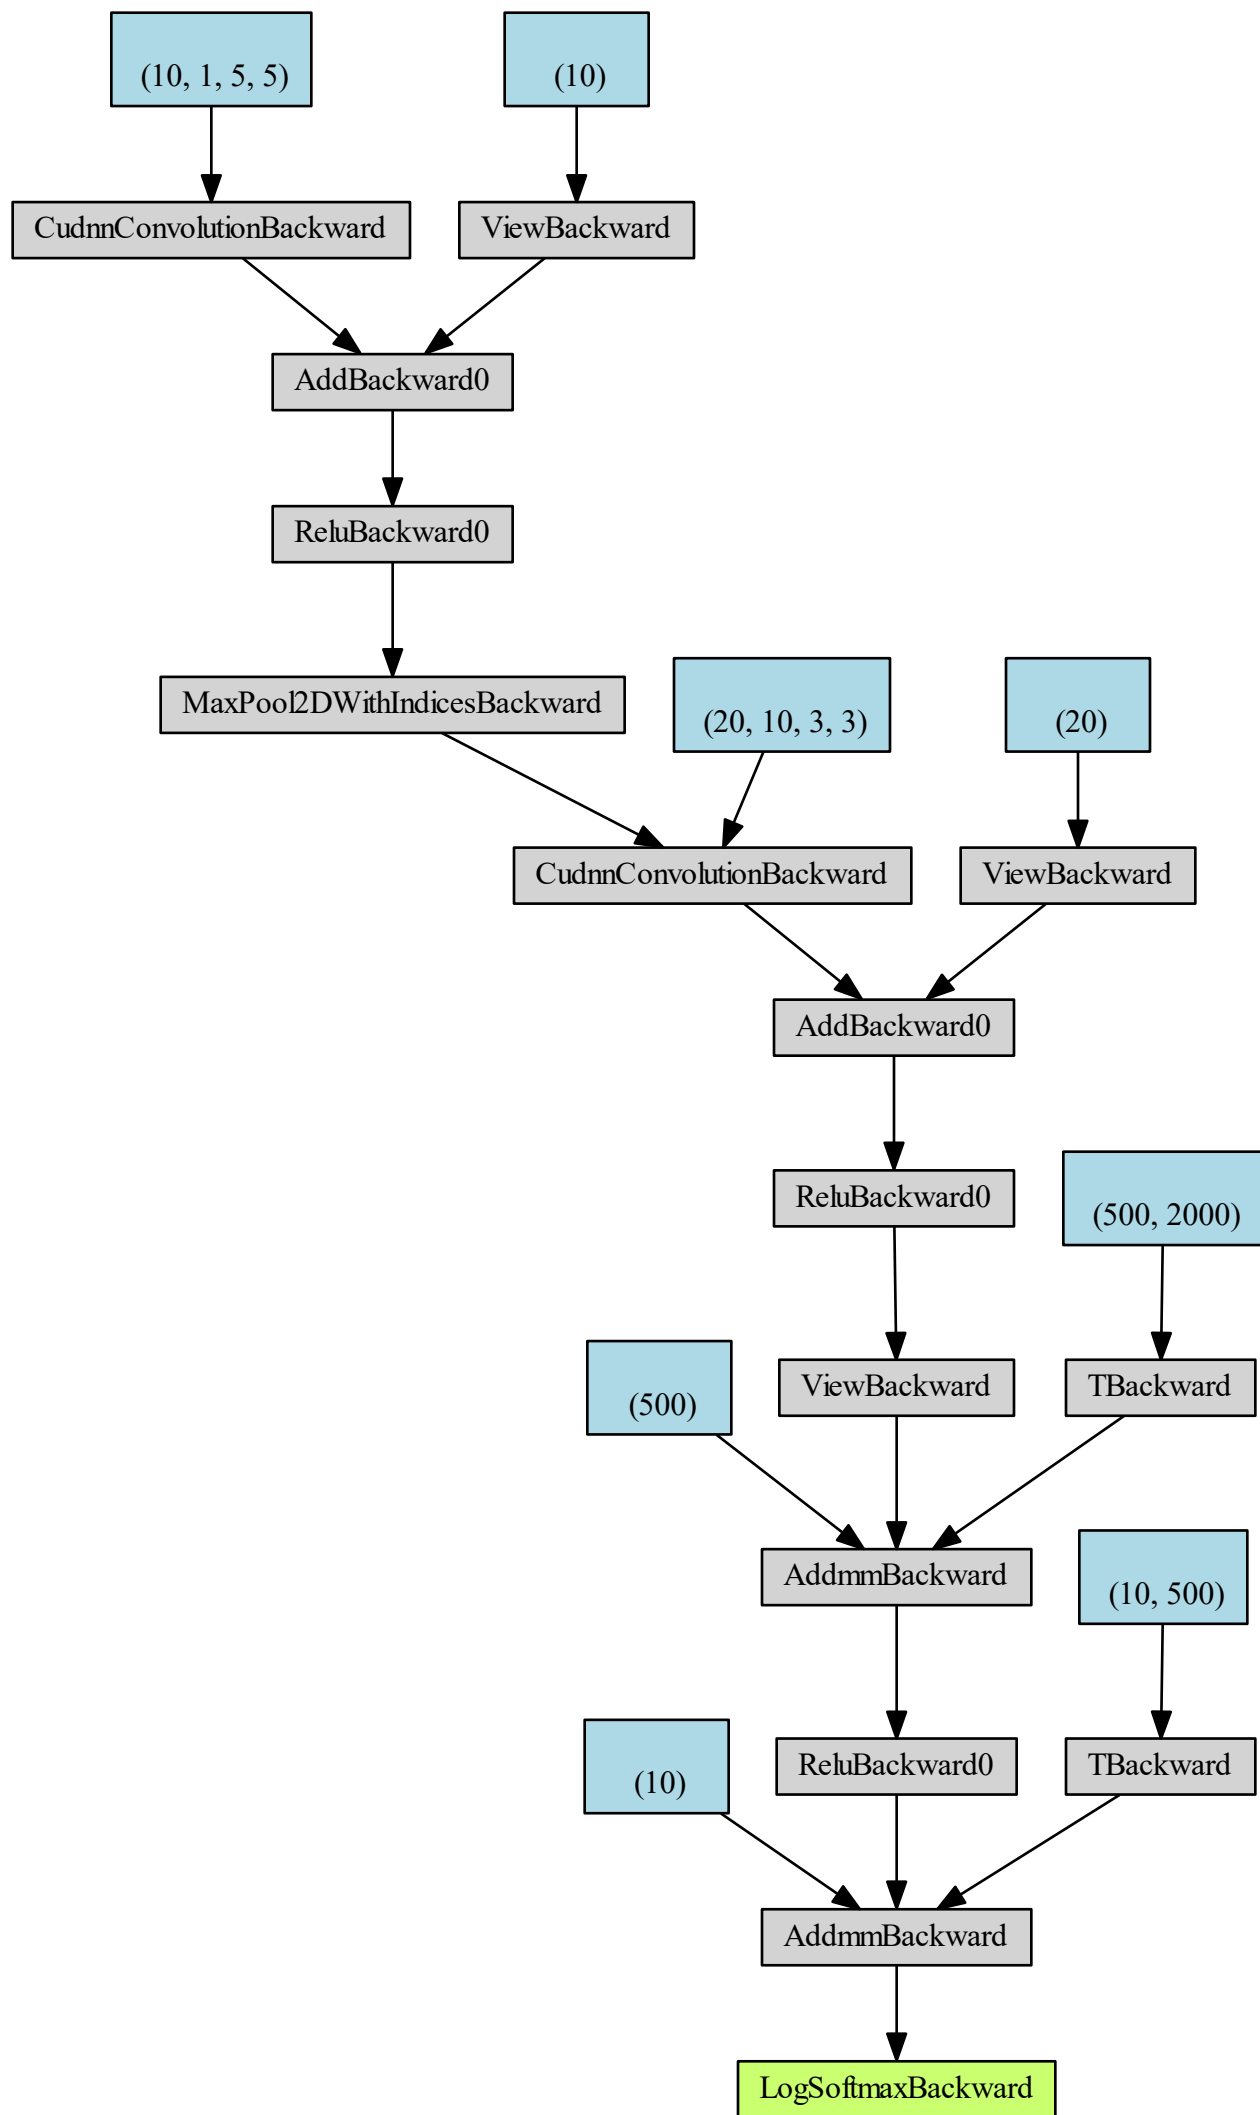 (10, 1, 5, 5)
(10)
CudnnConvolutionBackward
ViewBackward
AddBackward0
ReluBackward0
MaxPool2DWithIndicesBackward
(20, 10, 3, 3)
(20)
CudnnConvolutionBackward
ViewBackward
AddBackward0
ReluBackward0
(500, 2000)
(500)
ViewBackward
TBackward
AddmmBackward
(10, 500)
(10)
ReluBackward0
TBackward
AddmmBackward
LogSoftmaxBackward